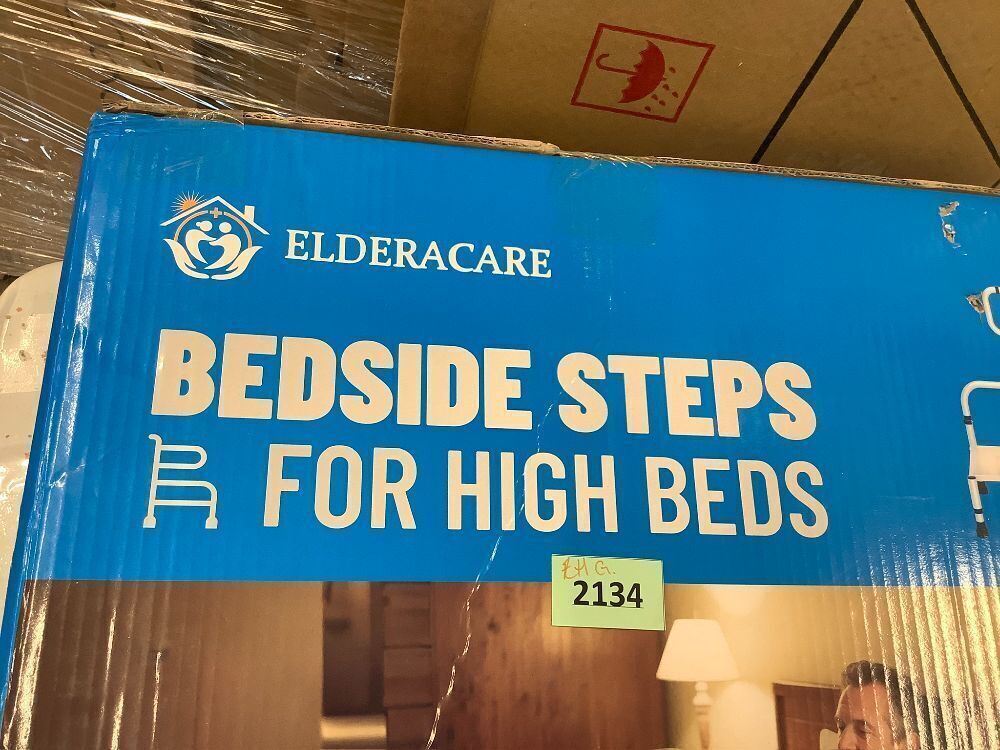 ELDERACARE
BEDSIDE STEPS
FOR HIGH BEDS
2134